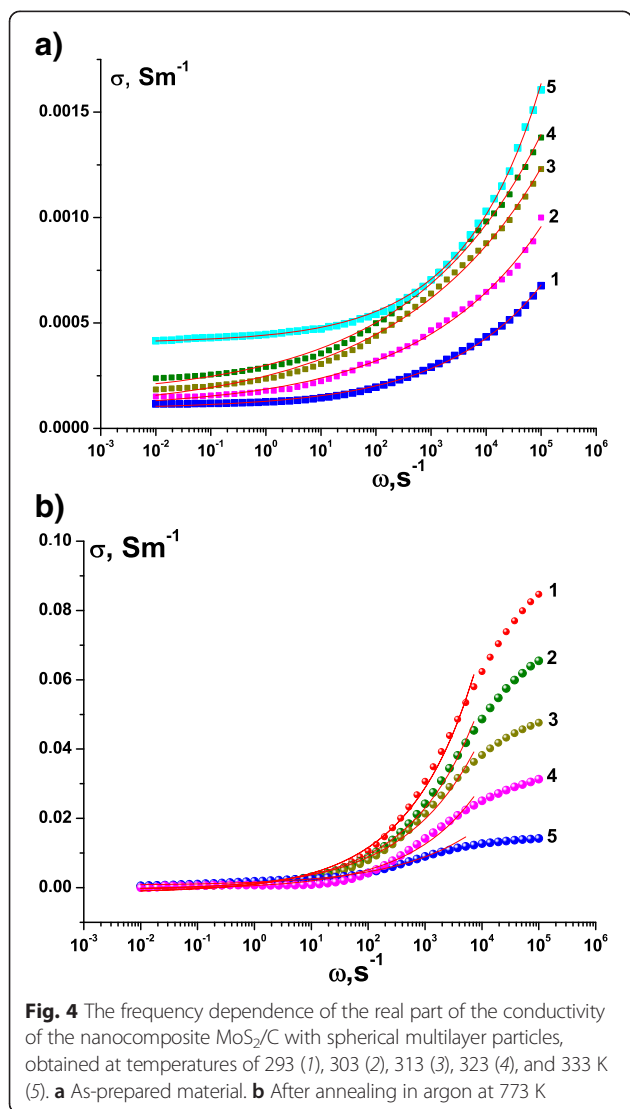 a)
σ, Sm⁻¹
0.0015
0.0010
0.0005
0.0000
5
4
3
2
1
10⁻³ 10⁻² 10⁻¹ 10⁰ 10¹ 10² 10³ 10⁴ 10⁵ 10⁶
ω,s⁻¹
b)
σ, Sm⁻¹
0.10
0.08
0.06
0.04
0.02
0.00
1
2
3
4
5
10⁻³ 10⁻² 10⁻¹ 10⁰ 10¹ 10² 10³ 10⁴ 10⁵ 10⁶
ω,s⁻¹
Fig. 4 The frequency dependence of the real part of the conductivity
of the nanocomposite MoS₂/C with spherical multilayer particles,
obtained at temperatures of 293 (1), 303 (2), 313 (3), 323 (4), and 333 K
(5). a As-prepared material. b After annealing in argon at 773 K